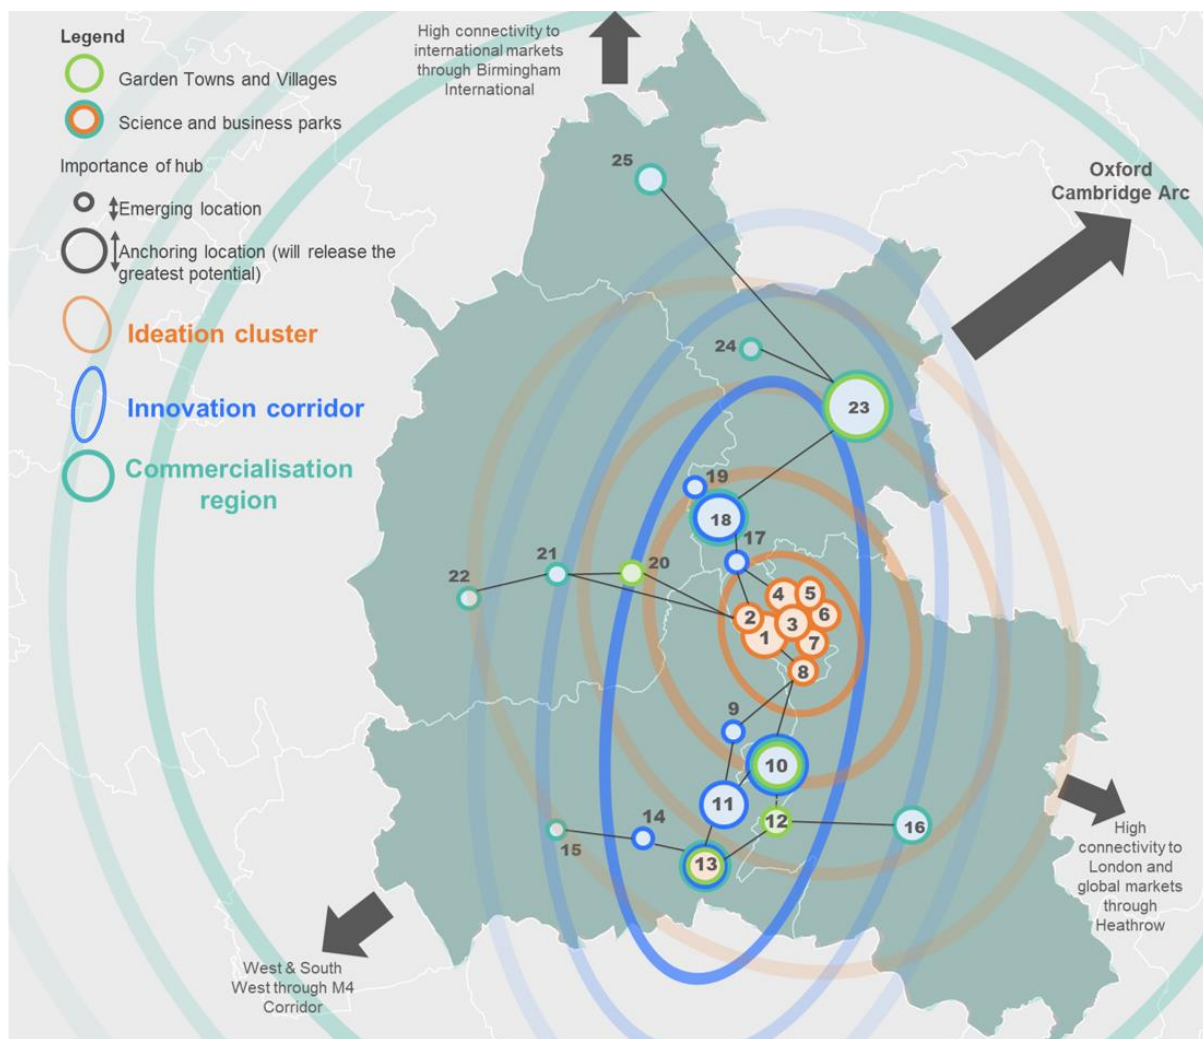 Legend
Garden Towns and Villages
Science and business parks
Importance of hub
Emerging location
Anchoring location (will release the
greatest potential)
Ideation cluster
Innovation corridor
Commercialisation
region
High connectivity to
international markets
through Birmingham
International
Oxford
Cambridge Arc
25
24
23
19
18
17
22
21
20
4
5
2
3
6
1
7
8
9
10
11
12
14
15
13
16
High
connectivity to
London and
global markets
through
Heathrow
West & South
West through M4
Corridor